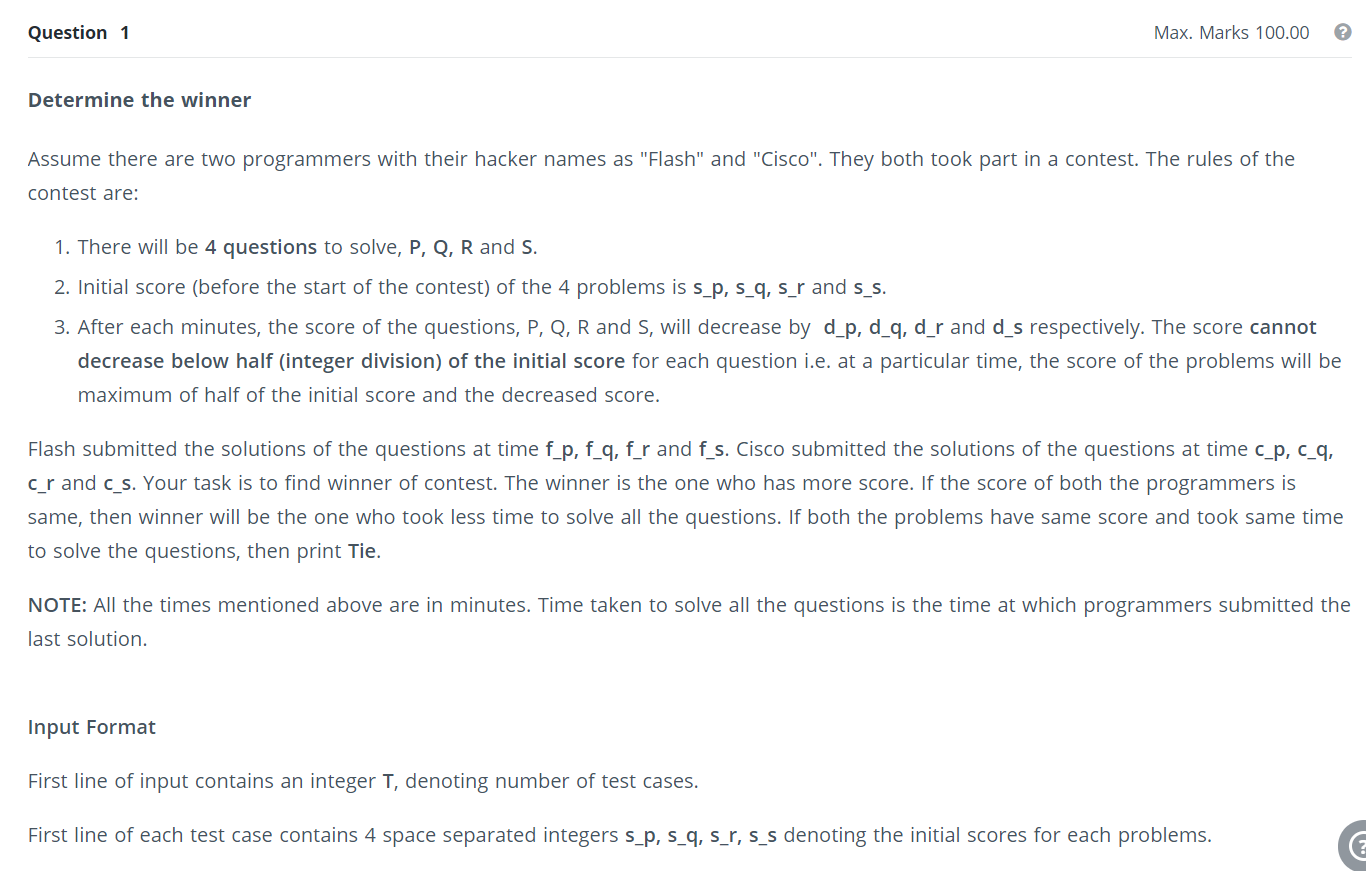 Question 1
Max. Marks 100.00
?
Determine the winner
Assume there are two programmers with their hacker names as "Flash" and "Cisco". They both took part in a contest. The rules of the
contest are:
1. There will be 4 questions to solve, P, Q, R and S.
2. Initial score (before the start of the contest) of the 4 problems is s_p, s_q, s_r and s_s.
3. After each minutes, the score of the questions, P, Q, R and S, will decrease by d_p, d_q, d_r and d_s respectively. The score cannot
decrease below half (integer division) of the initial score for each question i.e. at a particular time, the score of the problems will be
maximum of half of the initial score and the decreased score.
Flash submitted the solutions of the questions at time f_p, f_q, f_r and f_s. Cisco submitted the solutions of the questions at time c_p, c_q,
c_r and c_s. Your task is to find winner of contest. The winner is the one who has more score. If the score of both the programmers is
same, then winner will be the one who took less time to solve all the questions. If both the problems have same score and took same time
to solve the questions, then print Tie.
NOTE: All the times mentioned above are in minutes. Time taken to solve all the questions is the time at which programmers submitted the
last solution.
Input Format
First line of input contains an integer T, denoting number of test cases.
First line of each test case contains 4 space separated integers s_p, s_q, s_r, s_s denoting the initial scores for each problems.
?